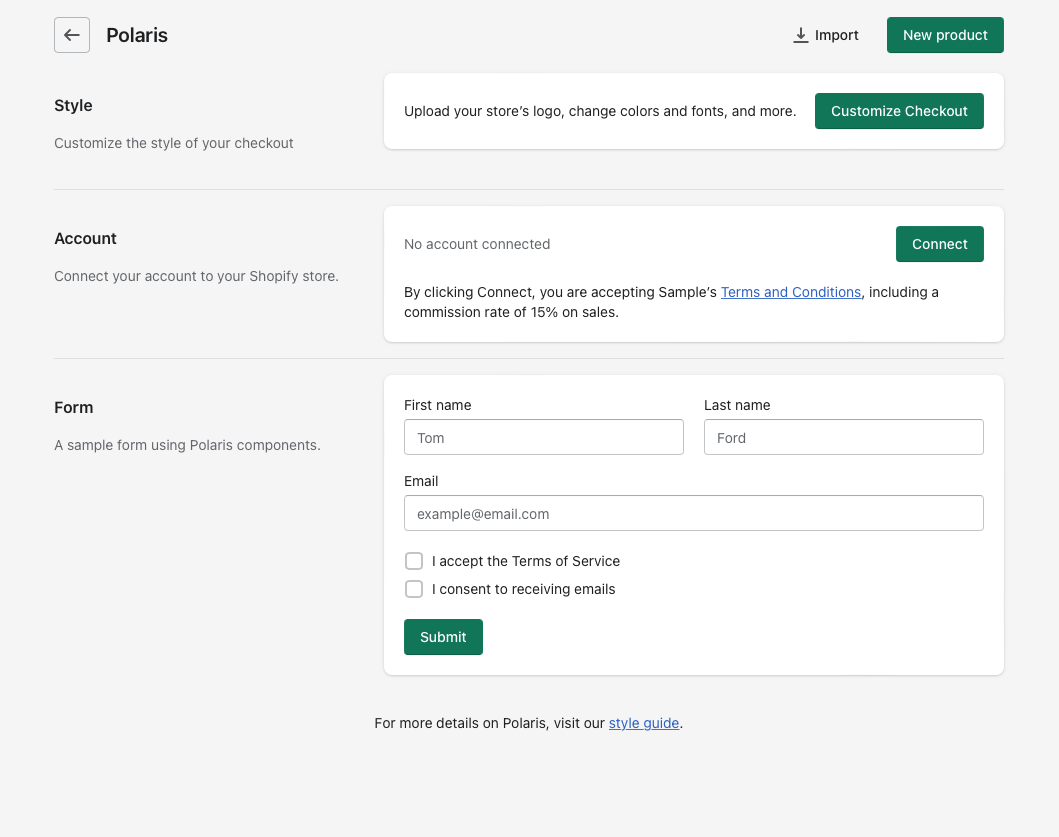 Polaris
Import
New product
Style
Customize the style of your checkout
Upload your store’s logo, change colors and fonts, and more.
Customize Checkout
Account
Connect your account to your Shopify store.
No account connected
Connect
By clicking Connect, you are accepting Sample’s Terms and Conditions, including a
commission rate of 15% on sales.
Form
A sample form using Polaris components.
First name
Last name
Tom
Ford
Email
example@email.com
I accept the Terms of Service
I consent to receiving emails
Submit
For more details on Polaris, visit our style guide.